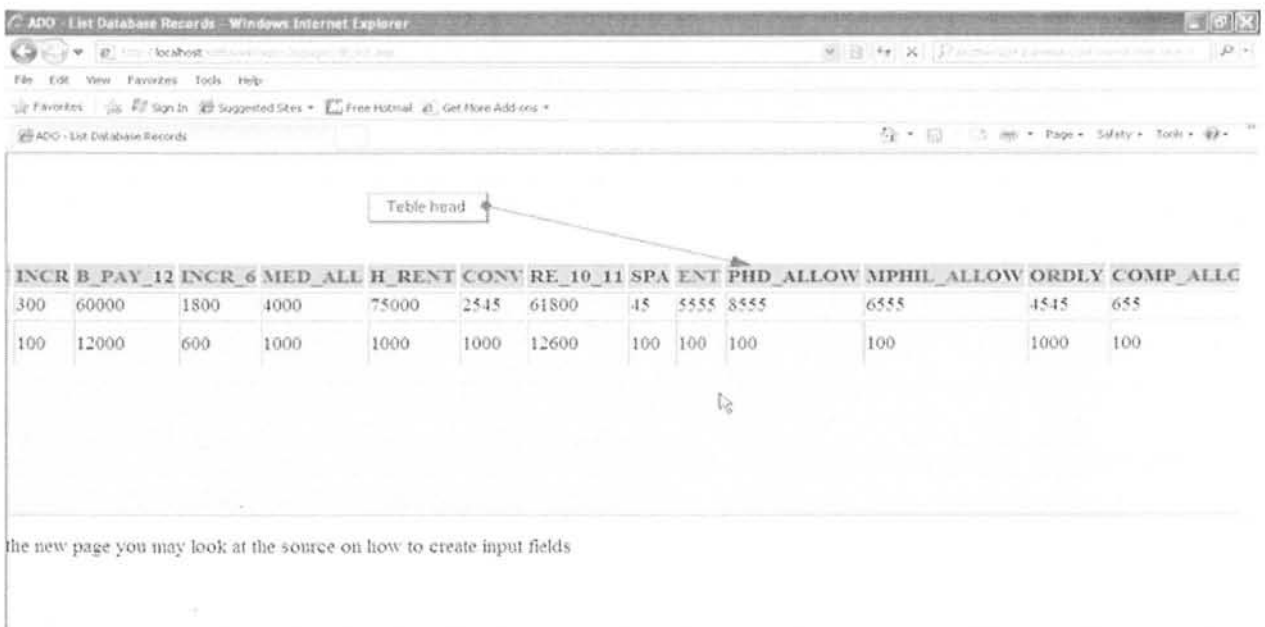 ADO - List Database Records - Windows Internet Explorer
localhost
File Edit View Favorites Tools Help
Favorites Sign In Suggested Sites Free Hotmail Get More Add-ons
ADO - List Database Records Page Safety Tools
Teble head
INCR B_PAY_12 INCR_6 MED_ALL H_RENT CONV RE_10_11 SPA ENT PHD_ALLOW MPHIL_ALLOW ORDLY COMP_ALLO
300 60000 1800 4000 75000 2545 61800 45 5555 8555 6555 4545 655
100 12000 600 1000 1000 1000 12600 100 100 100 100 1000 100
the new page you may look at the source on how to create input fields